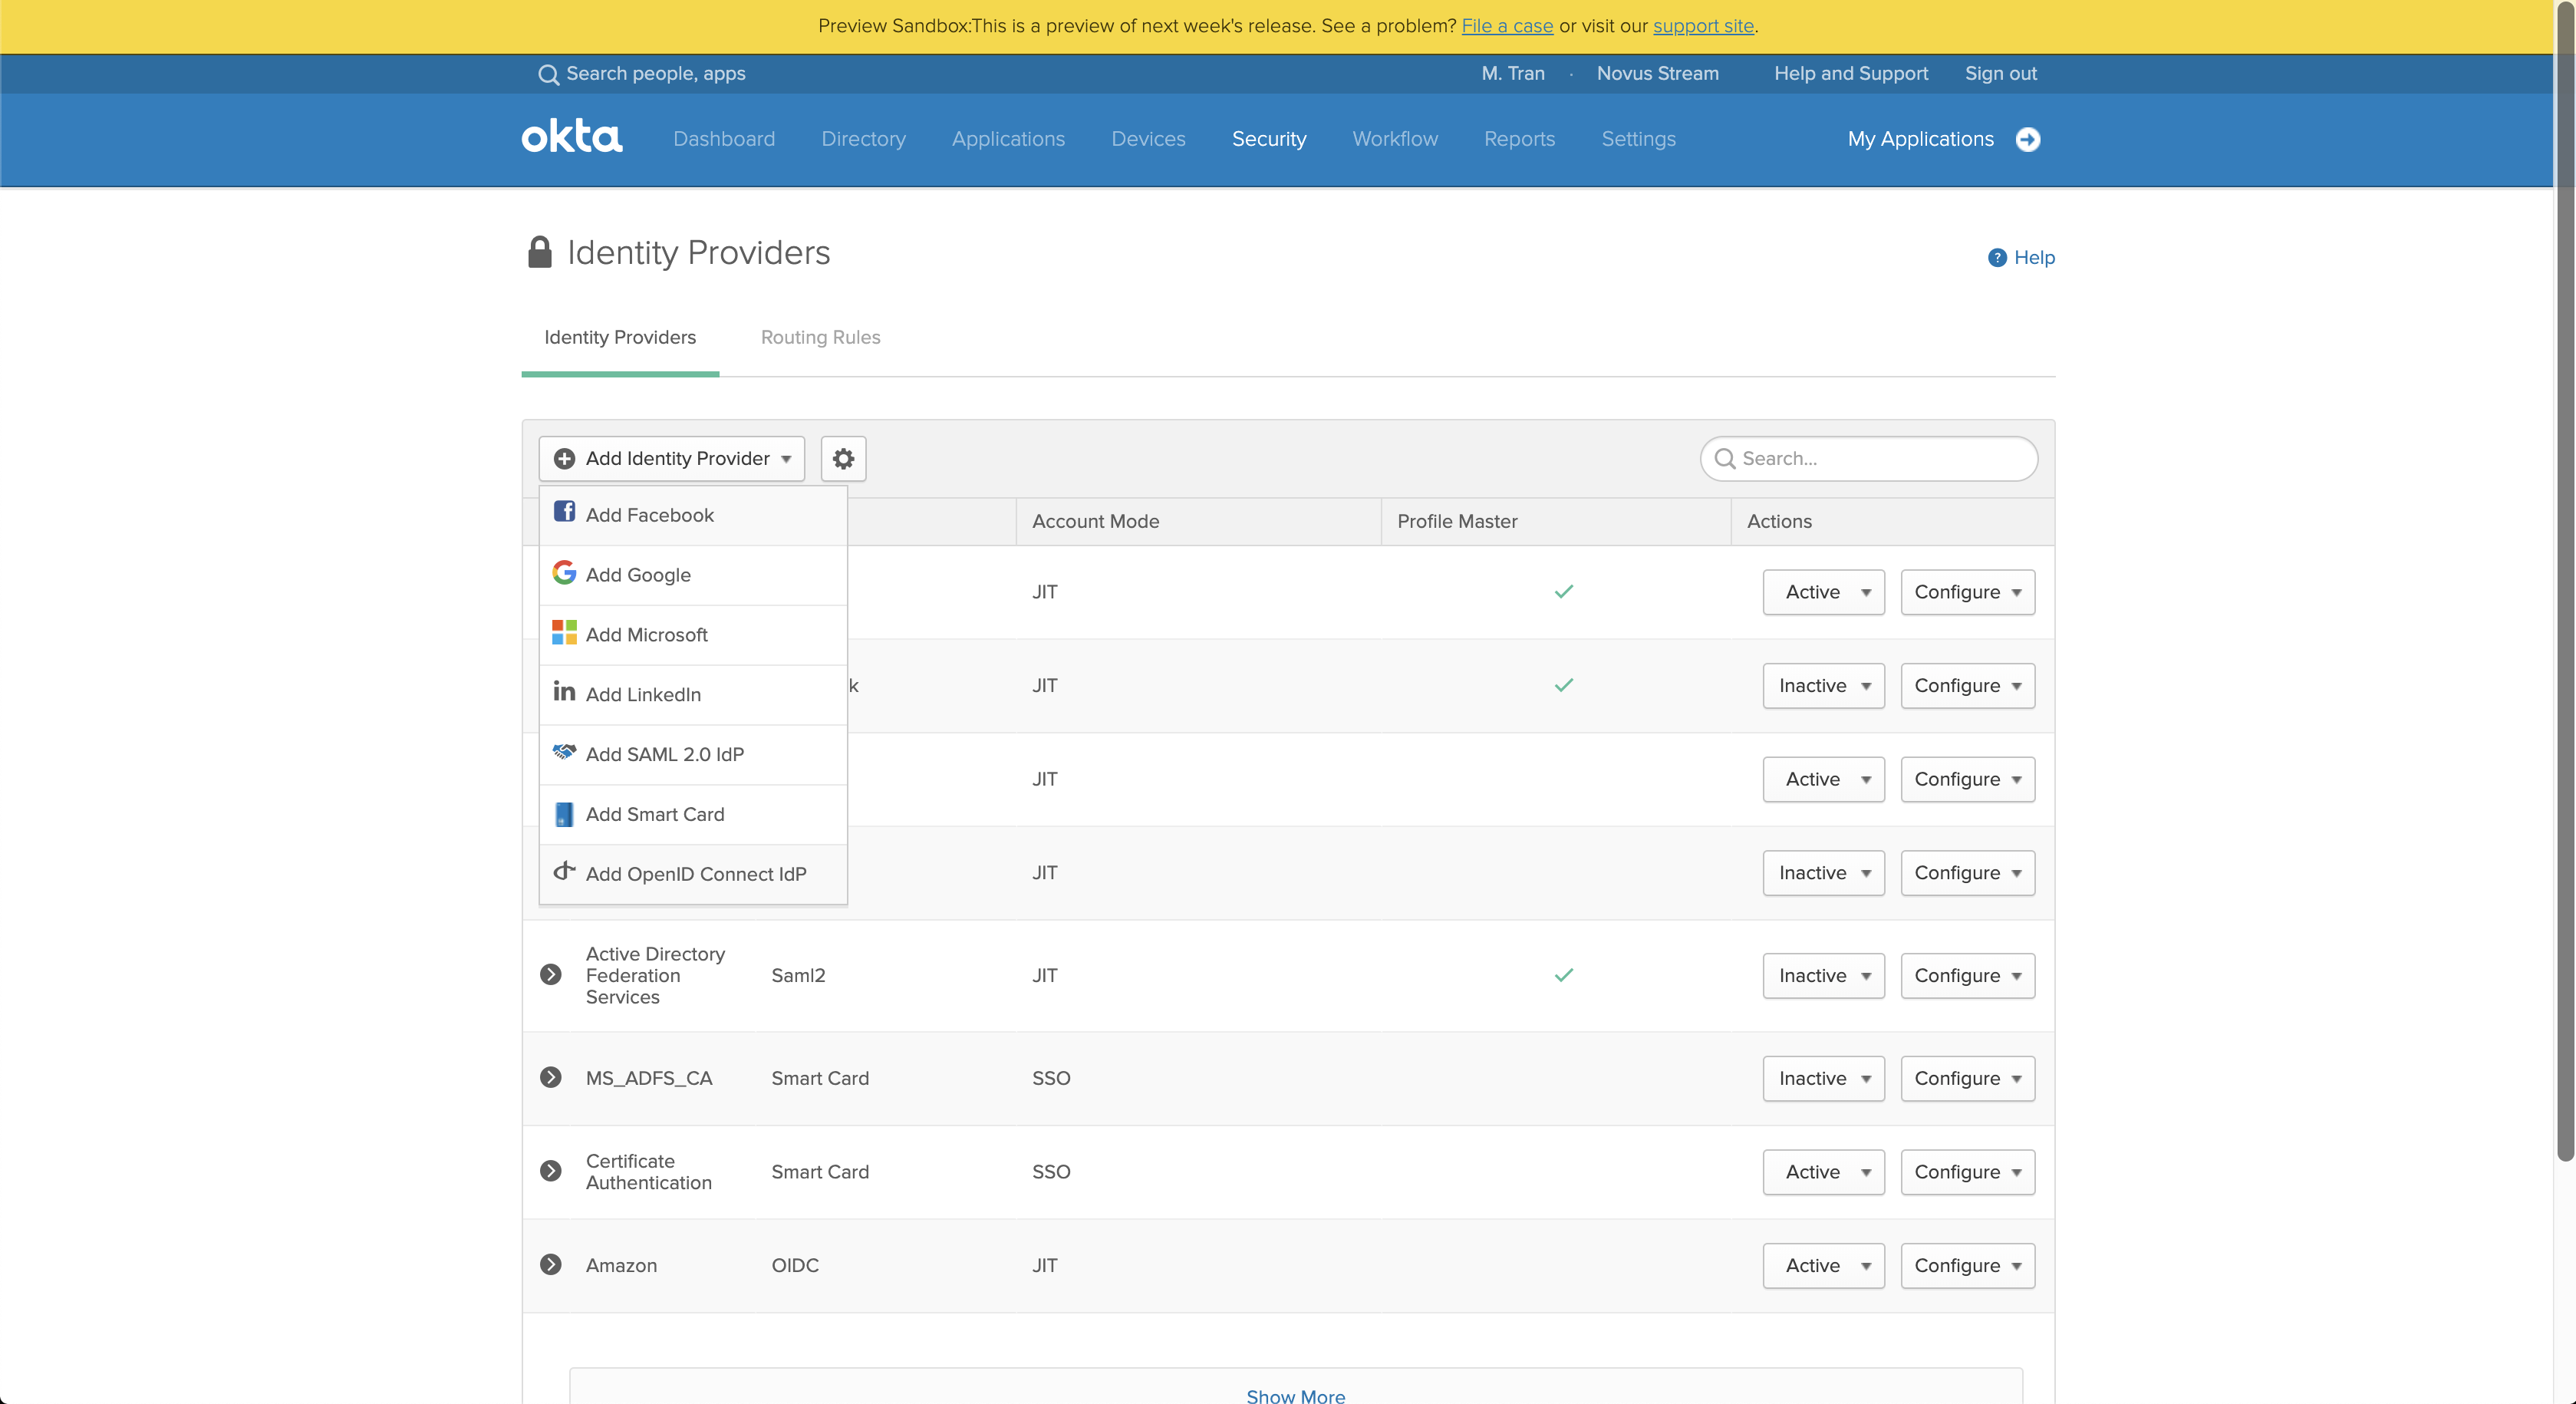 Preview Sandbox:This is a preview of next week's release. See a problem? File a case or visit our support site.
Search people, apps
M. Tran · Novus Stream Help and Support Sign out
okta Dashboard Directory Applications Devices Security Workflow Reports Settings My Applications
Identity Providers
Help
Identity Providers Routing Rules
Add Identity Provider
Search...
Add Facebook
Account Mode Profile Master Actions
Add Google
JIT Active Configure
Add Microsoft
Add LinkedIn
k JIT Inactive Configure
Add SAML 2.0 IdP
JIT Active Configure
Add Smart Card
Add OpenID Connect IdP
JIT Inactive Configure
Active Directory
Federation
Services
Saml2 JIT Inactive Configure
MS_ADFS_CA Smart Card SSO Inactive Configure
Certificate
Authentication
Smart Card SSO Active Configure
Amazon OIDC JIT Active Configure
Show More